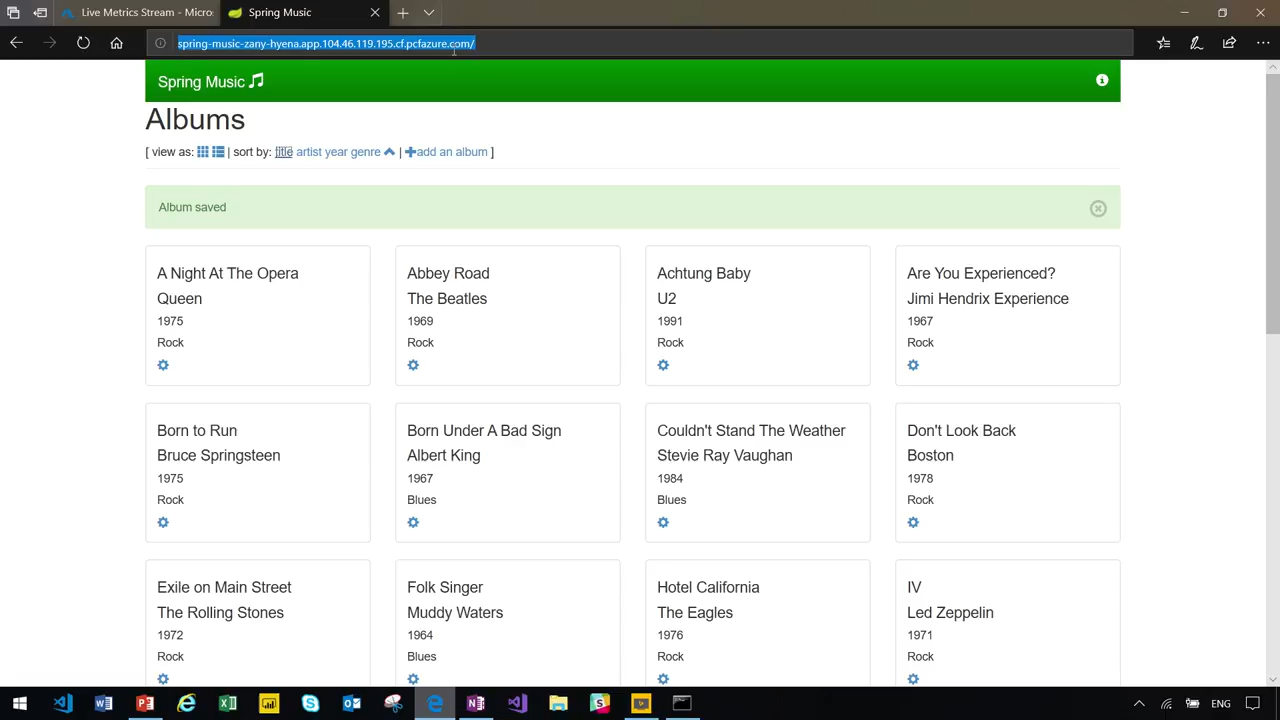 Live Metrics Stream - Micro
Spring Music
spring-music-zany-hyena.app.104.46.119.195.cf.pcfazure.com/
Spring Music
Albums
[ view as: | sort by: title artist year genre | add an album ]
Album saved
A Night At The Opera
Queen
1975
Rock
Abbey Road
The Beatles
1969
Rock
Achtung Baby
U2
1991
Rock
Are You Experienced?
Jimi Hendrix Experience
1967
Rock
Born to Run
Bruce Springsteen
1975
Rock
Born Under A Bad Sign
Albert King
1967
Blues
Couldn't Stand The Weather
Stevie Ray Vaughan
1984
Blues
Don't Look Back
Boston
1978
Rock
Exile on Main Street
The Rolling Stones
1972
Rock
Folk Singer
Muddy Waters
1964
Blues
Hotel California
The Eagles
1976
Rock
IV
Led Zeppelin
1971
Rock
ENG